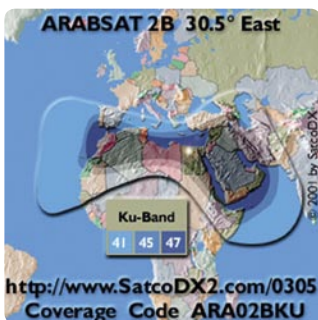 ARABSAT 2B 30.5° East
© 2001 by SatcoDX
Ku-Band
41 45 47
http://www.SatcoDX2.com/0305
Coverage Code ARA02BKU